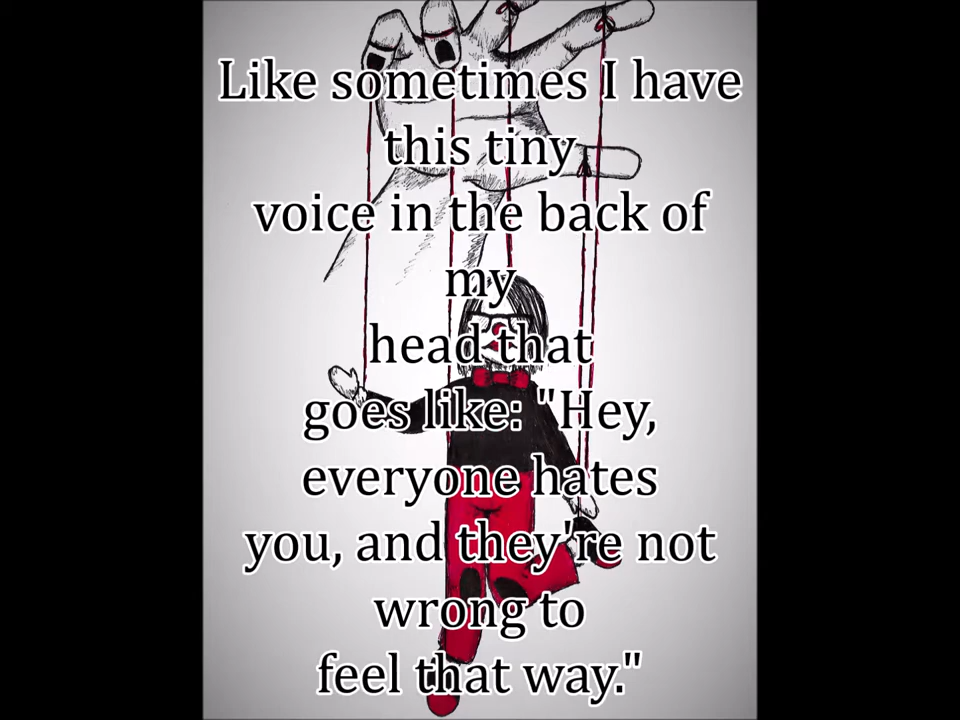 Like sometimes I have
this tiny
voice in the back of
my
head that
goes like: "Hey,
everyone hates
you, and they're not
wrong to
feel that way."